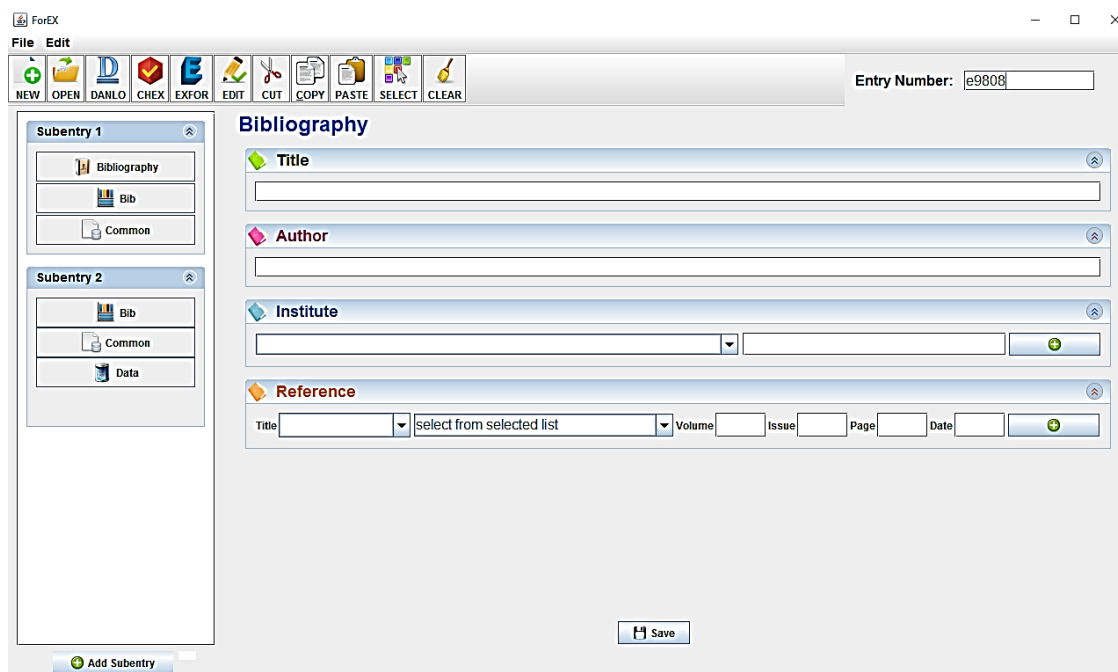 ForEX
File Edit
NEW OPEN DANLO CHEX EXFOR EDIT CUT COPY PASTE SELECT CLEAR
Entry Number: e9808
Subentry 1
Bibliography
Bib
Common
Subentry 2
Bib
Common
Data
Add Subentry
Bibliography
Title
Author
Institute
Reference
Title select from selected list Volume Issue Page Date
Save